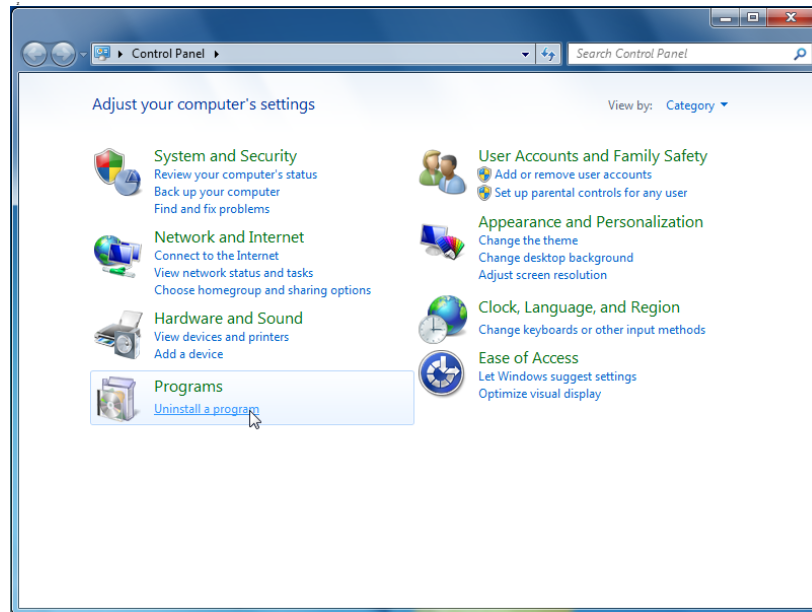 Control Panel
Search Control Panel
Adjust your computer's settings
View by: Category
System and Security
Review your computer's status
Back up your computer
Find and fix problems
Network and Internet
Connect to the Internet
View network status and tasks
Choose homegroup and sharing options
Hardware and Sound
View devices and printers
Add a device
Programs
Uninstall a program
User Accounts and Family Safety
Add or remove user accounts
Set up parental controls for any user
Appearance and Personalization
Change the theme
Change desktop background
Adjust screen resolution
Clock, Language, and Region
Change keyboards or other input methods
Ease of Access
Let Windows suggest settings
Optimize visual display